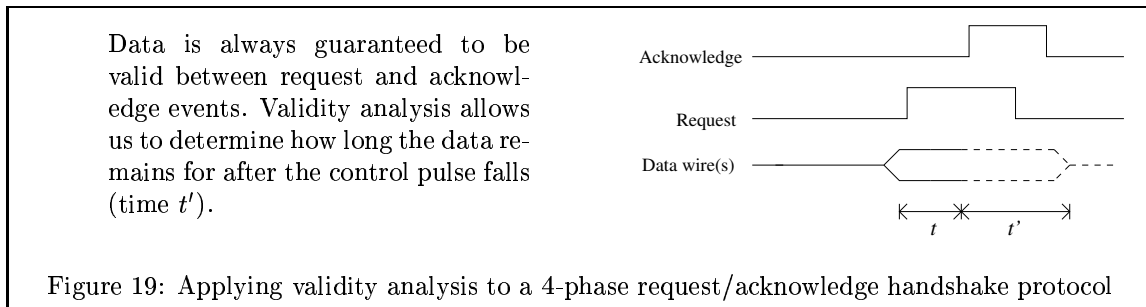 Data is always guaranteed to be
valid between request and acknowl-
edge events. Validity analysis allows
us to determine how long the data re-
mains for after the control pulse falls
(time t′).
Acknowledge
Request
Data wire(s)
t
t’
Figure 19: Applying validity analysis to a 4-phase request/acknowledge handshake protocol